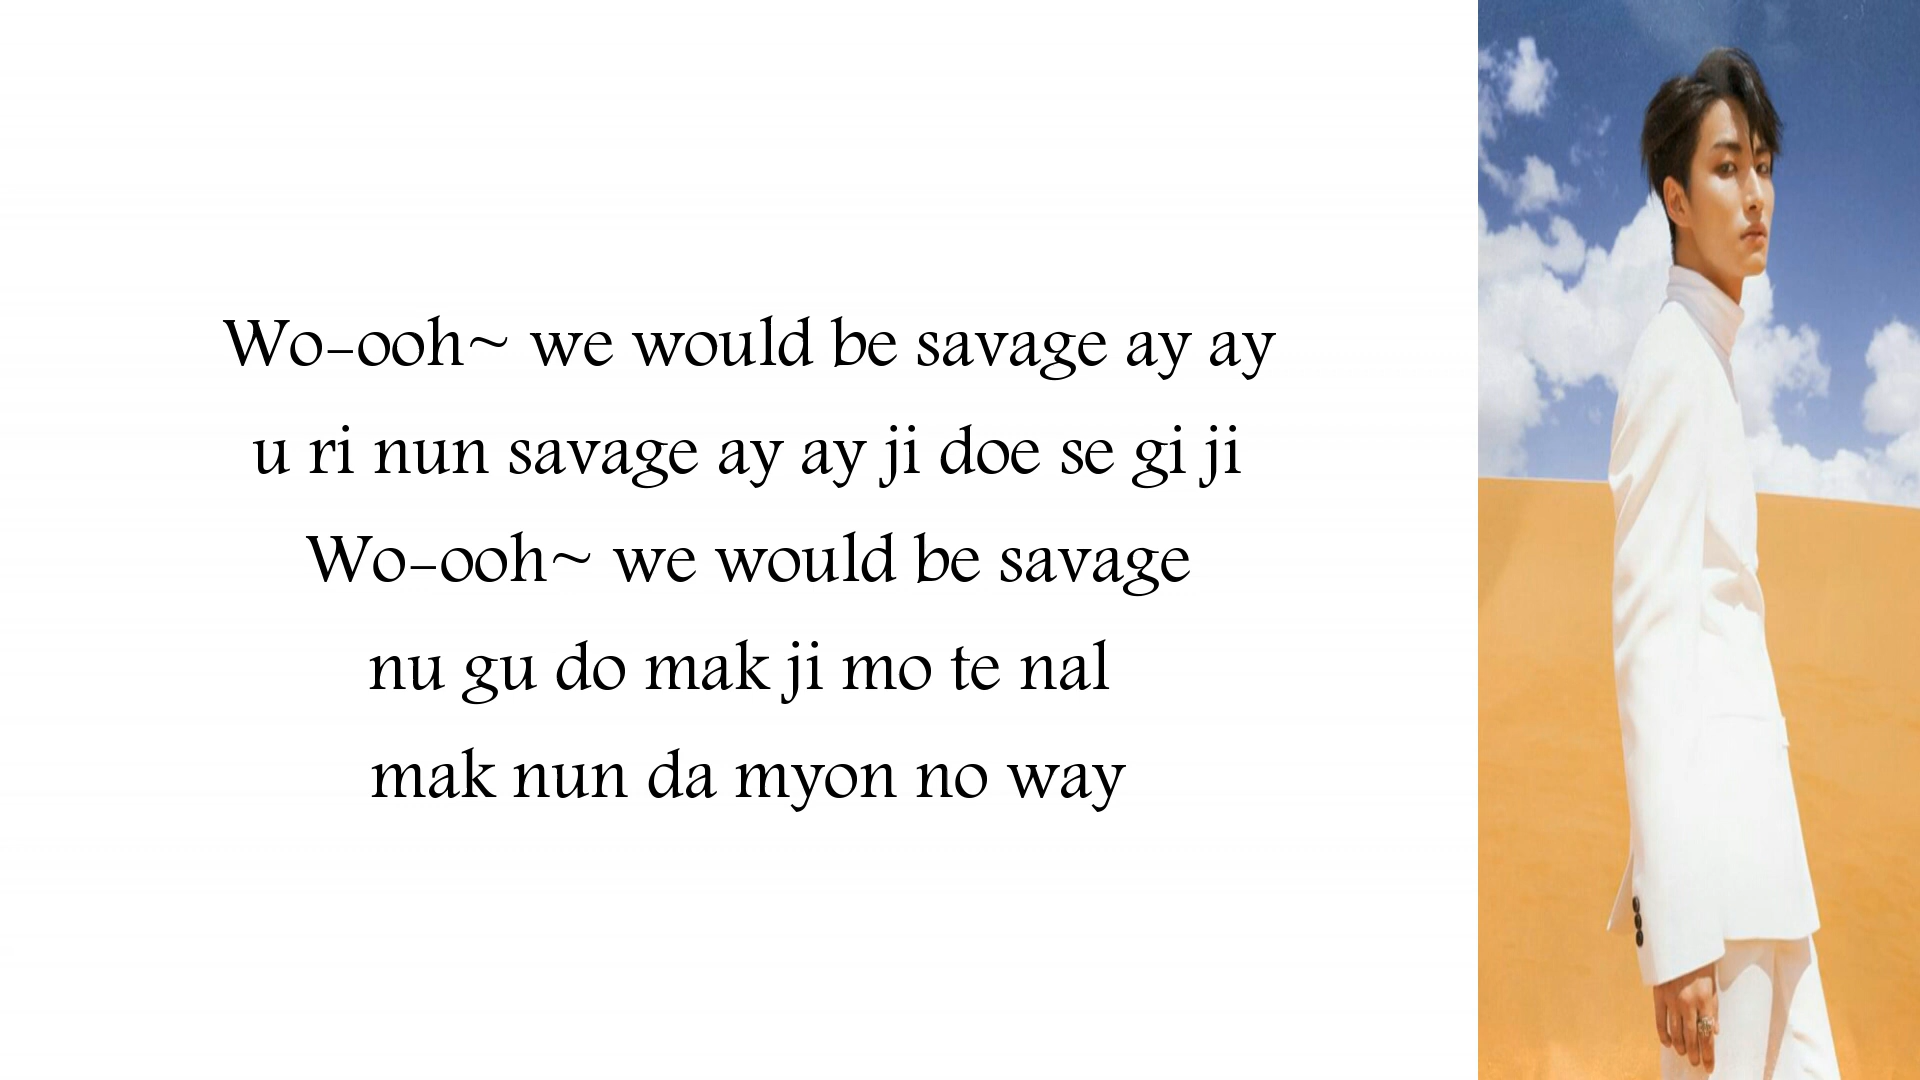 Wo-ooh~ we would be savage ay ay
u ri nun savage ay ay ji doe se gi ji
Wo-ooh~ we would be savage
nu gu do mak ji mo te nal
mak nun da myon no way